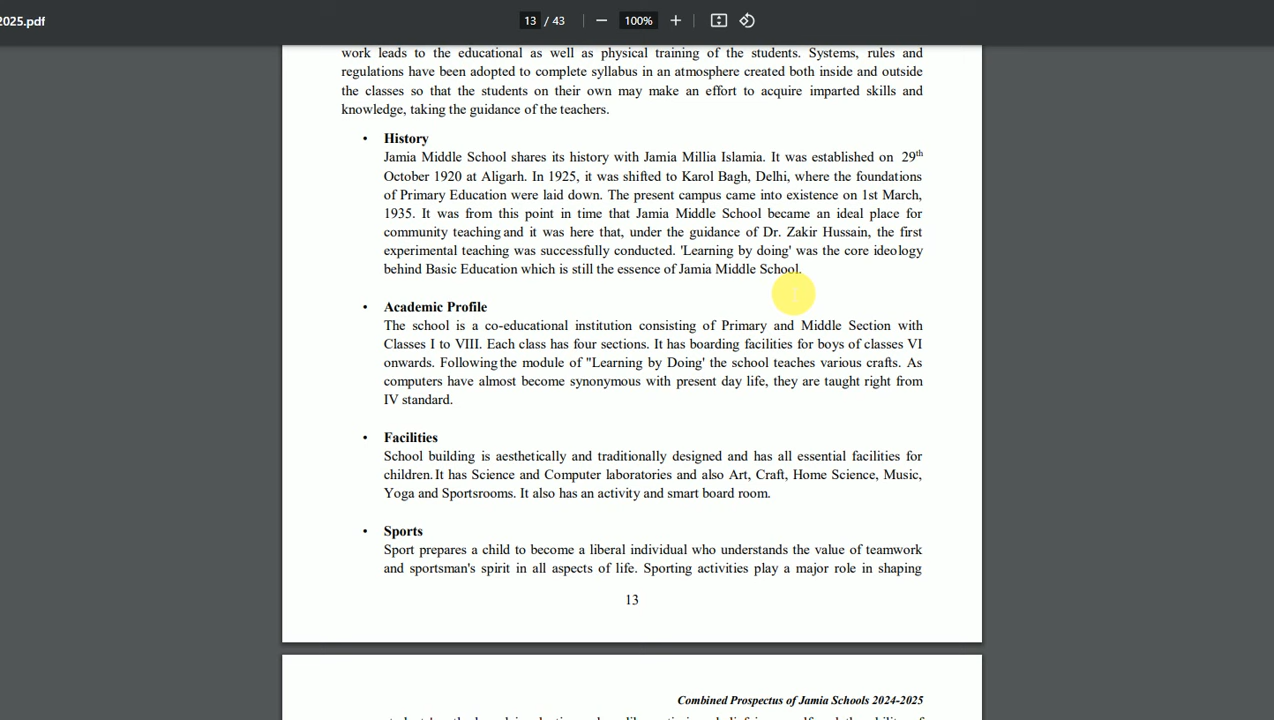 2025.pdf
13 / 43
100%
work leads to the educational as well as physical training of the students. Systems, rules and
regulations have been adopted to complete syllabus in an atmosphere created both inside and outside
the classes so that the students on their own may make an effort to acquire imparted skills and
knowledge, taking the guidance of the teachers.
• History
Jamia Middle School shares its history with Jamia Millia Islamia. It was established on 29th
October 1920 at Aligarh. In 1925, it was shifted to Karol Bagh, Delhi, where the foundations
of Primary Education were laid down. The present campus came into existence on 1st March,
1935. It was from this point in time that Jamia Middle School became an ideal place for
community teaching and it was here that, under the guidance of Dr. Zakir Hussain, the first
experimental teaching was successfully conducted. 'Learning by doing' was the core ideology
behind Basic Education which is still the essence of Jamia Middle School.
• Academic Profile
The school is a co-educational institution consisting of Primary and Middle Section with
Classes I to VIII. Each class has four sections. It has boarding facilities for boys of classes VI
onwards. Following the module of "Learning by Doing' the school teaches various crafts. As
computers have almost become synonymous with present day life, they are taught right from
IV standard.
• Facilities
School building is aesthetically and traditionally designed and has all essential facilities for
children. It has Science and Computer laboratories and also Art, Craft, Home Science, Music,
Yoga and Sportsrooms. It also has an activity and smart board room.
• Sports
Sport prepares a child to become a liberal individual who understands the value of teamwork
and sportsman's spirit in all aspects of life. Sporting activities play a major role in shaping
13
Combined Prospectus of Jamia Schools 2024-2025